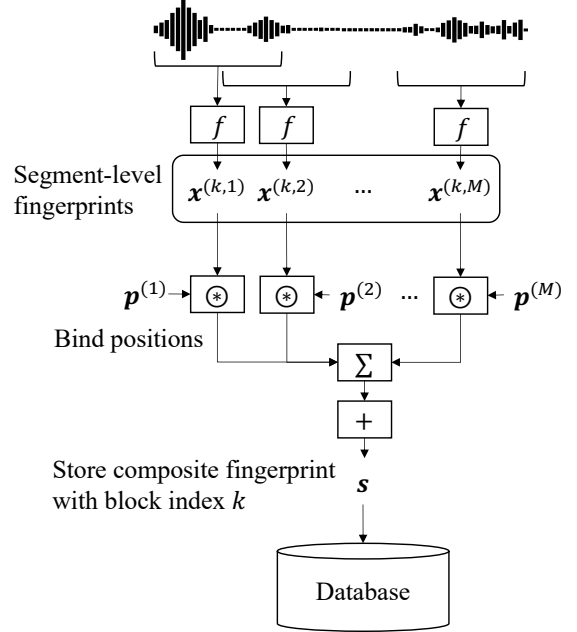 f f f
Segment-level
fingerprints
x^(k,1) x^(k,2) ... x^(k,M)
p^(1) ⊛ ⊛ p^(2) ... ⊛ p^(M)
Bind positions
Σ
+
Store composite fingerprint
with block index k
s
Database